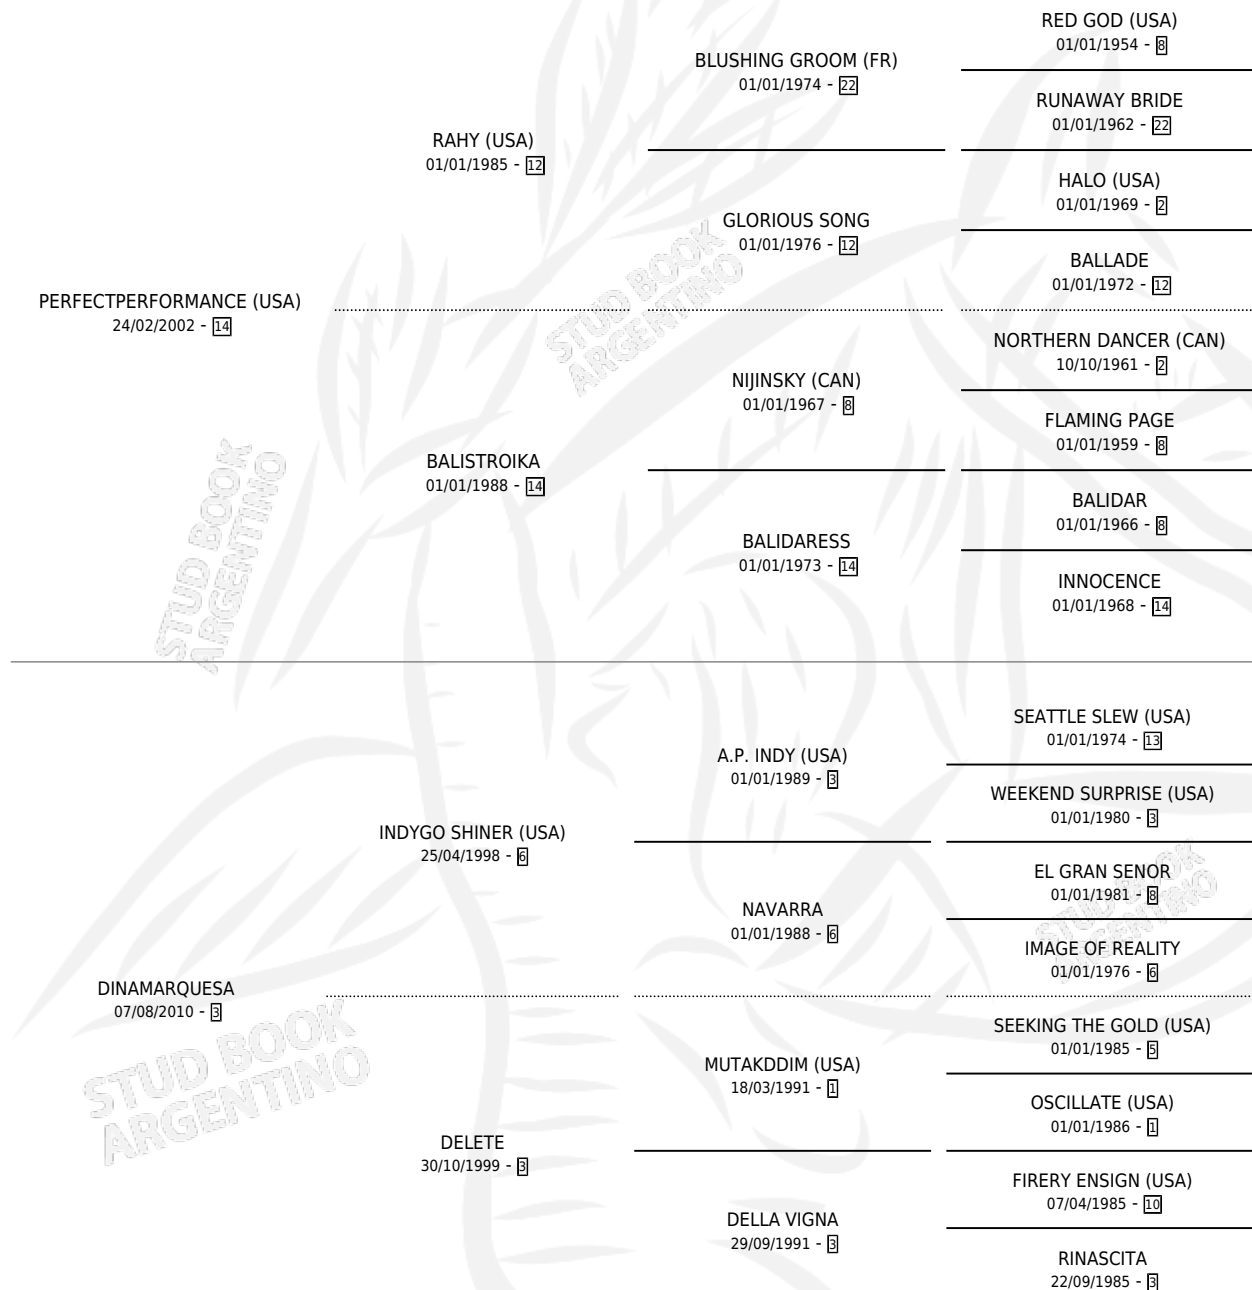 RED GOD (USA)
01/01/1954 - 8
BLUSHING GROOM (FR)
01/01/1974 - 22
RUNAWAY BRIDE
01/01/1962 - 22
RAHY (USA)
01/01/1985 - 12
HALO (USA)
01/01/1969 - 2
GLORIOUS SONG
01/01/1976 - 12
BALLADE
01/01/1972 - 12
PERFECTPERFORMANCE (USA)
24/02/2002 - 14
NORTHERN DANCER (CAN)
10/10/1961 - 2
NIJINSKY (CAN)
01/01/1967 - 8
FLAMING PAGE
01/01/1959 - 8
BALISTROIKA
01/01/1988 - 14
BALIDAR
01/01/1966 - 8
BALIDARESS
01/01/1973 - 14
INNOCENCE
01/01/1968 - 14
STUD BOOK
ARGENTINO
STUD BOOK
ARGENTINO
SEATTLE SLEW (USA)
01/01/1974 - 13
A.P. INDY (USA)
01/01/1989 - 3
WEEKEND SURPRISE (USA)
01/01/1980 - 3
INDYGO SHINER (USA)
25/04/1998 - 6
EL GRAN SENOR
01/01/1981 - 8
NAVARRA
01/01/1988 - 6
IMAGE OF REALITY
01/01/1976 - 6
STUD BOOK
ARGENTINO
DINAMARQUESA
07/08/2010 - 3
SEEKING THE GOLD (USA)
01/01/1985 - 5
MUTAKDDIM (USA)
18/03/1991 - 1
OSCILLATE (USA)
01/01/1986 - 1
DELETE
30/10/1999 - 3
FIRERY ENSIGN (USA)
07/04/1985 - 10
DELLA VIGNA
29/09/1991 - 3
RINASCITA
22/09/1985 - 3
STUD BOOK
ARGENTINO